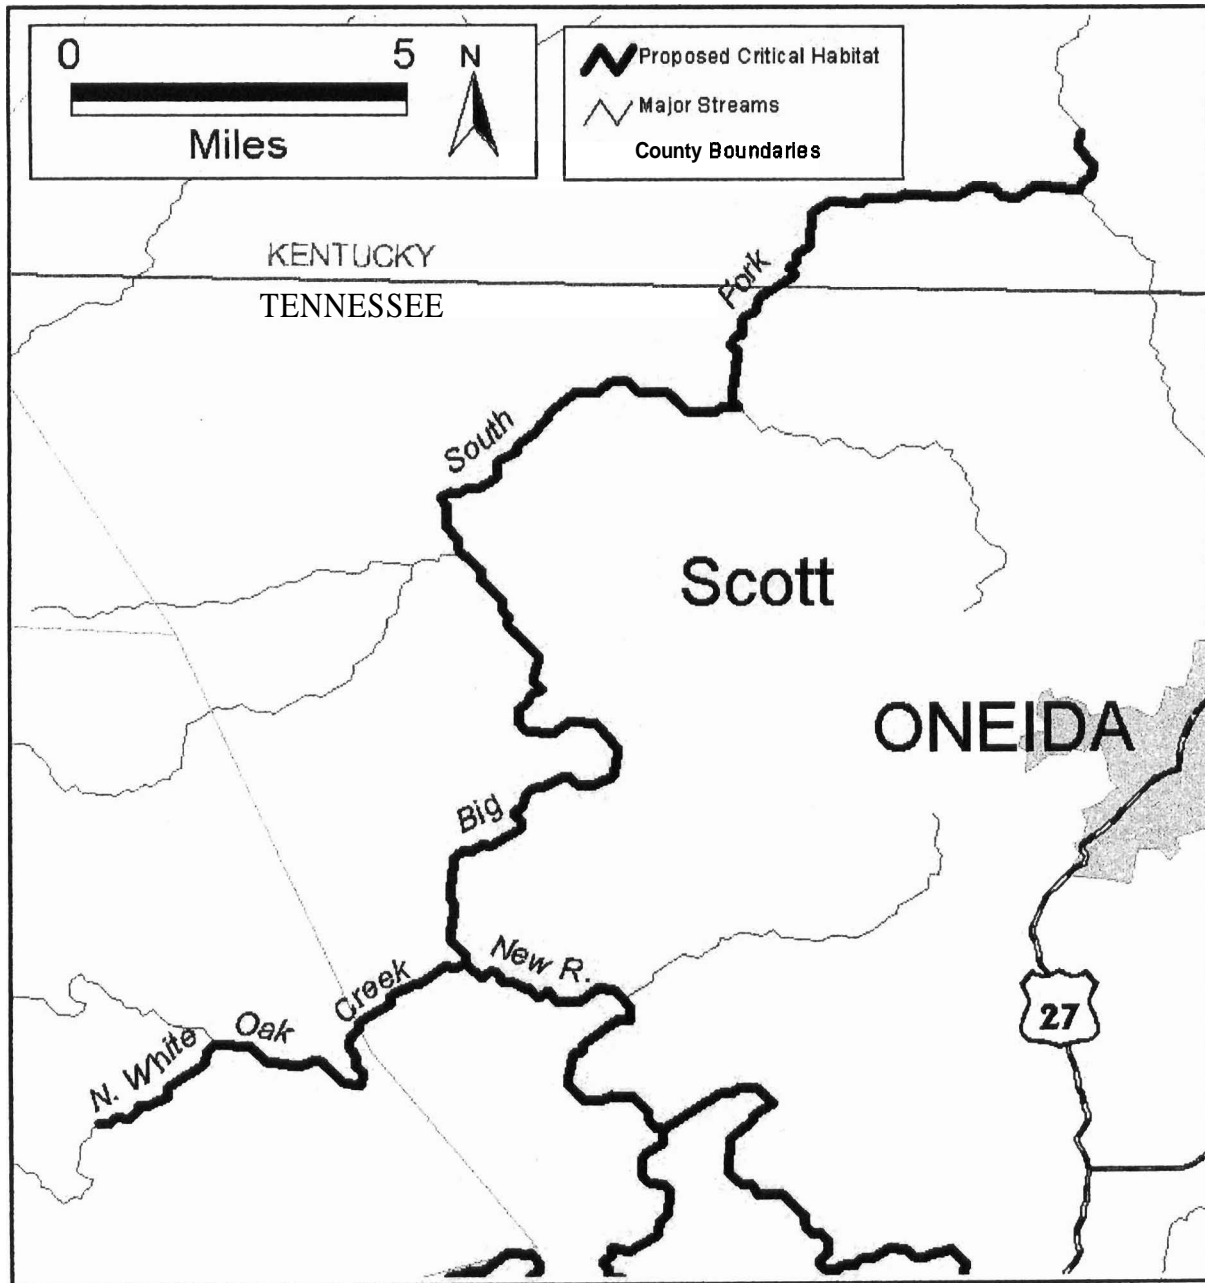 0 5
N
Miles
Proposed Critical Habitat
Major Streams
County Boundaries
KENTUCKY
TENNESSEE
Fork
South
Scott
ONEIDA
Big
New R.
Creek
Oak
N. White
27